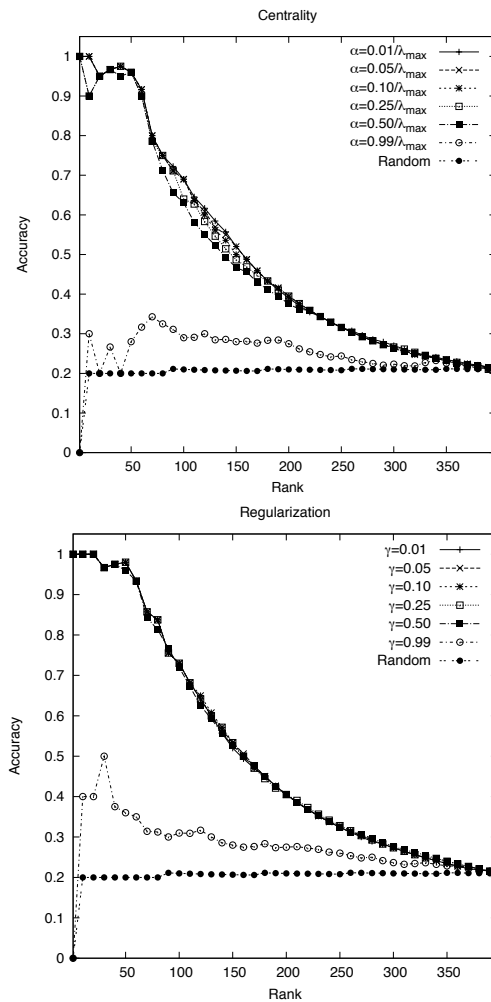 Centrality
1
0.9
0.8
0.7
0.6
0.5
0.4
0.3
0.2
0.1
0
Accuracy
α=0.01/λmax
α=0.05/λmax
α=0.10/λmax
α=0.25/λmax
α=0.50/λmax
α=0.99/λmax
Random
50 100 150 200 250 300 350
Rank
Regularization
1
0.9
0.8
0.7
0.6
0.5
0.4
0.3
0.2
0.1
0
Accuracy
γ=0.01
γ=0.05
γ=0.10
γ=0.25
γ=0.50
γ=0.99
Random
50 100 150 200 250 300 350
Rank